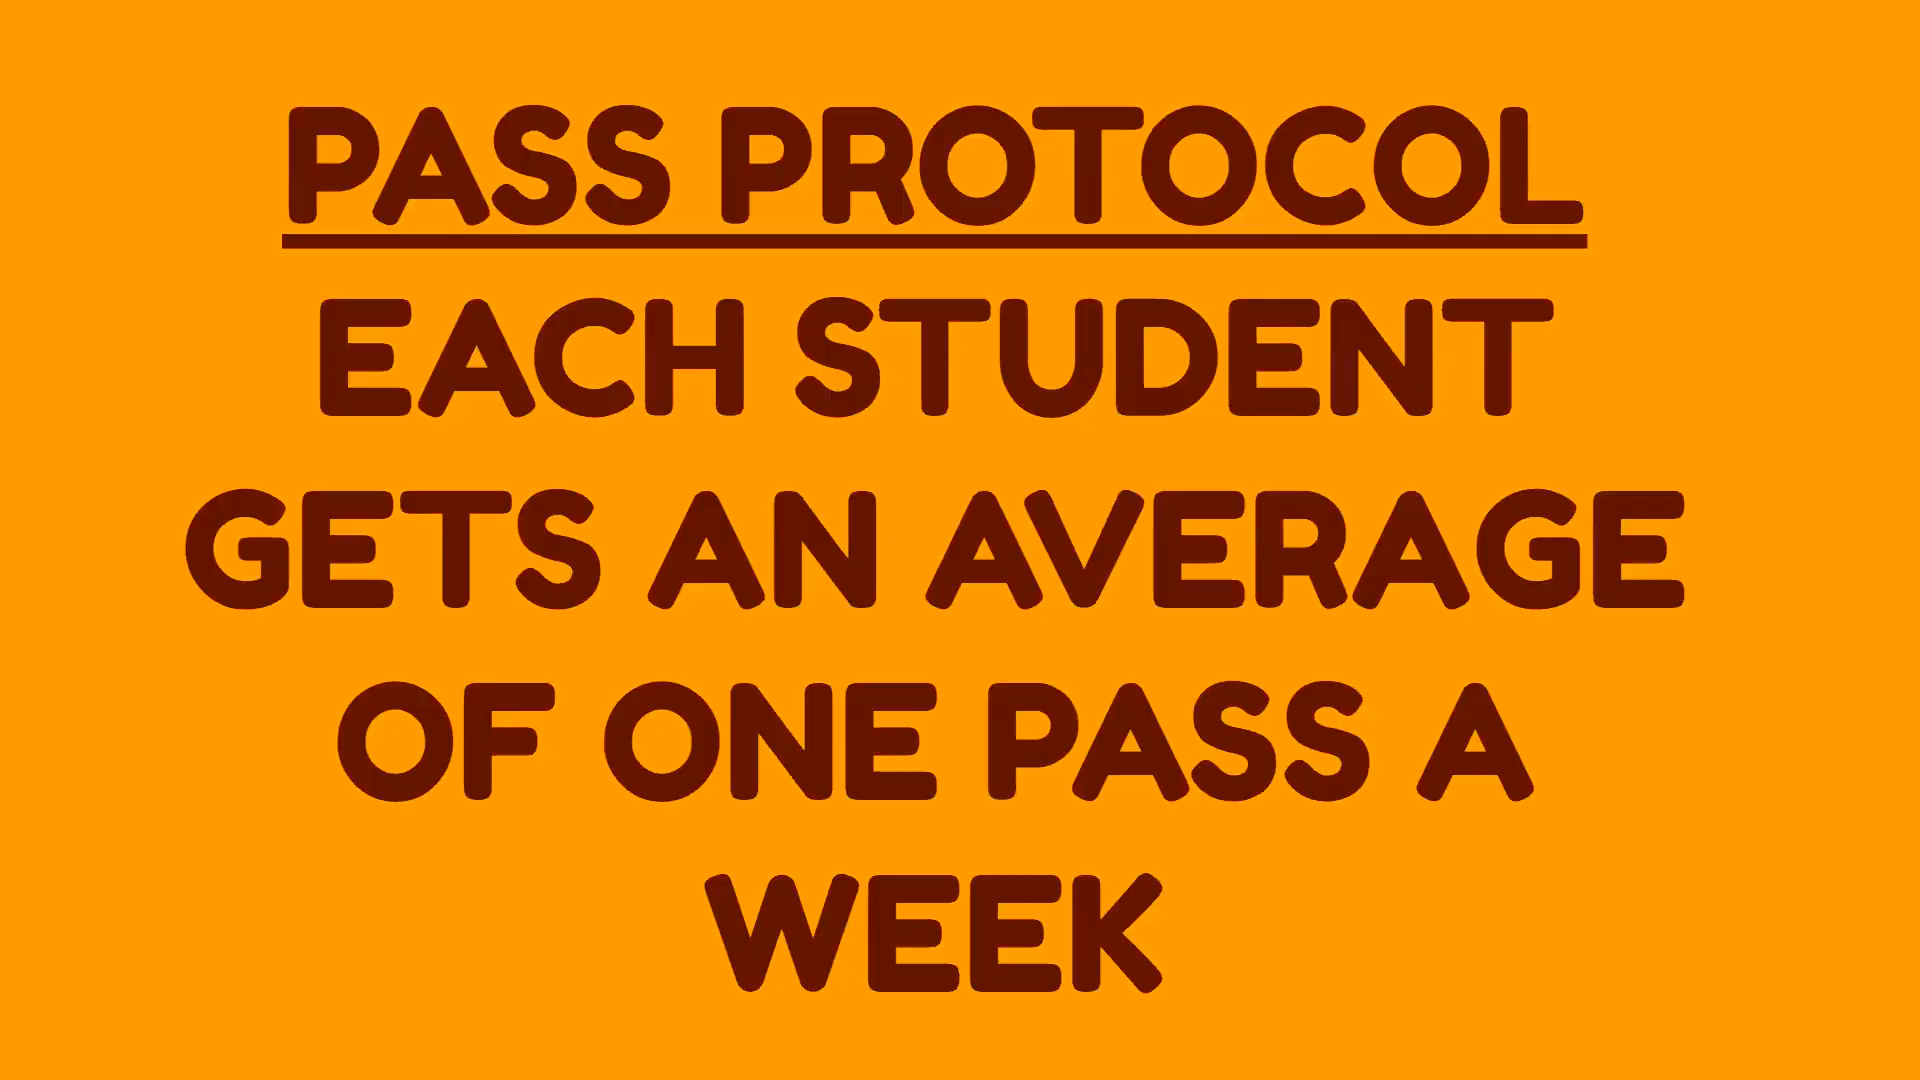 PASS PROTOCOL
EACH STUDENT
GETS AN AVERAGE
OF ONE PASS A
WEEK